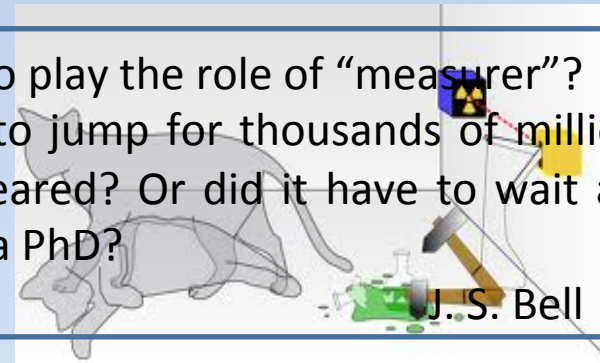 o play the role of “measurer”?
to jump for thousands of milli
eared? Or did it have to wait a
a PhD?
J. S. Bell